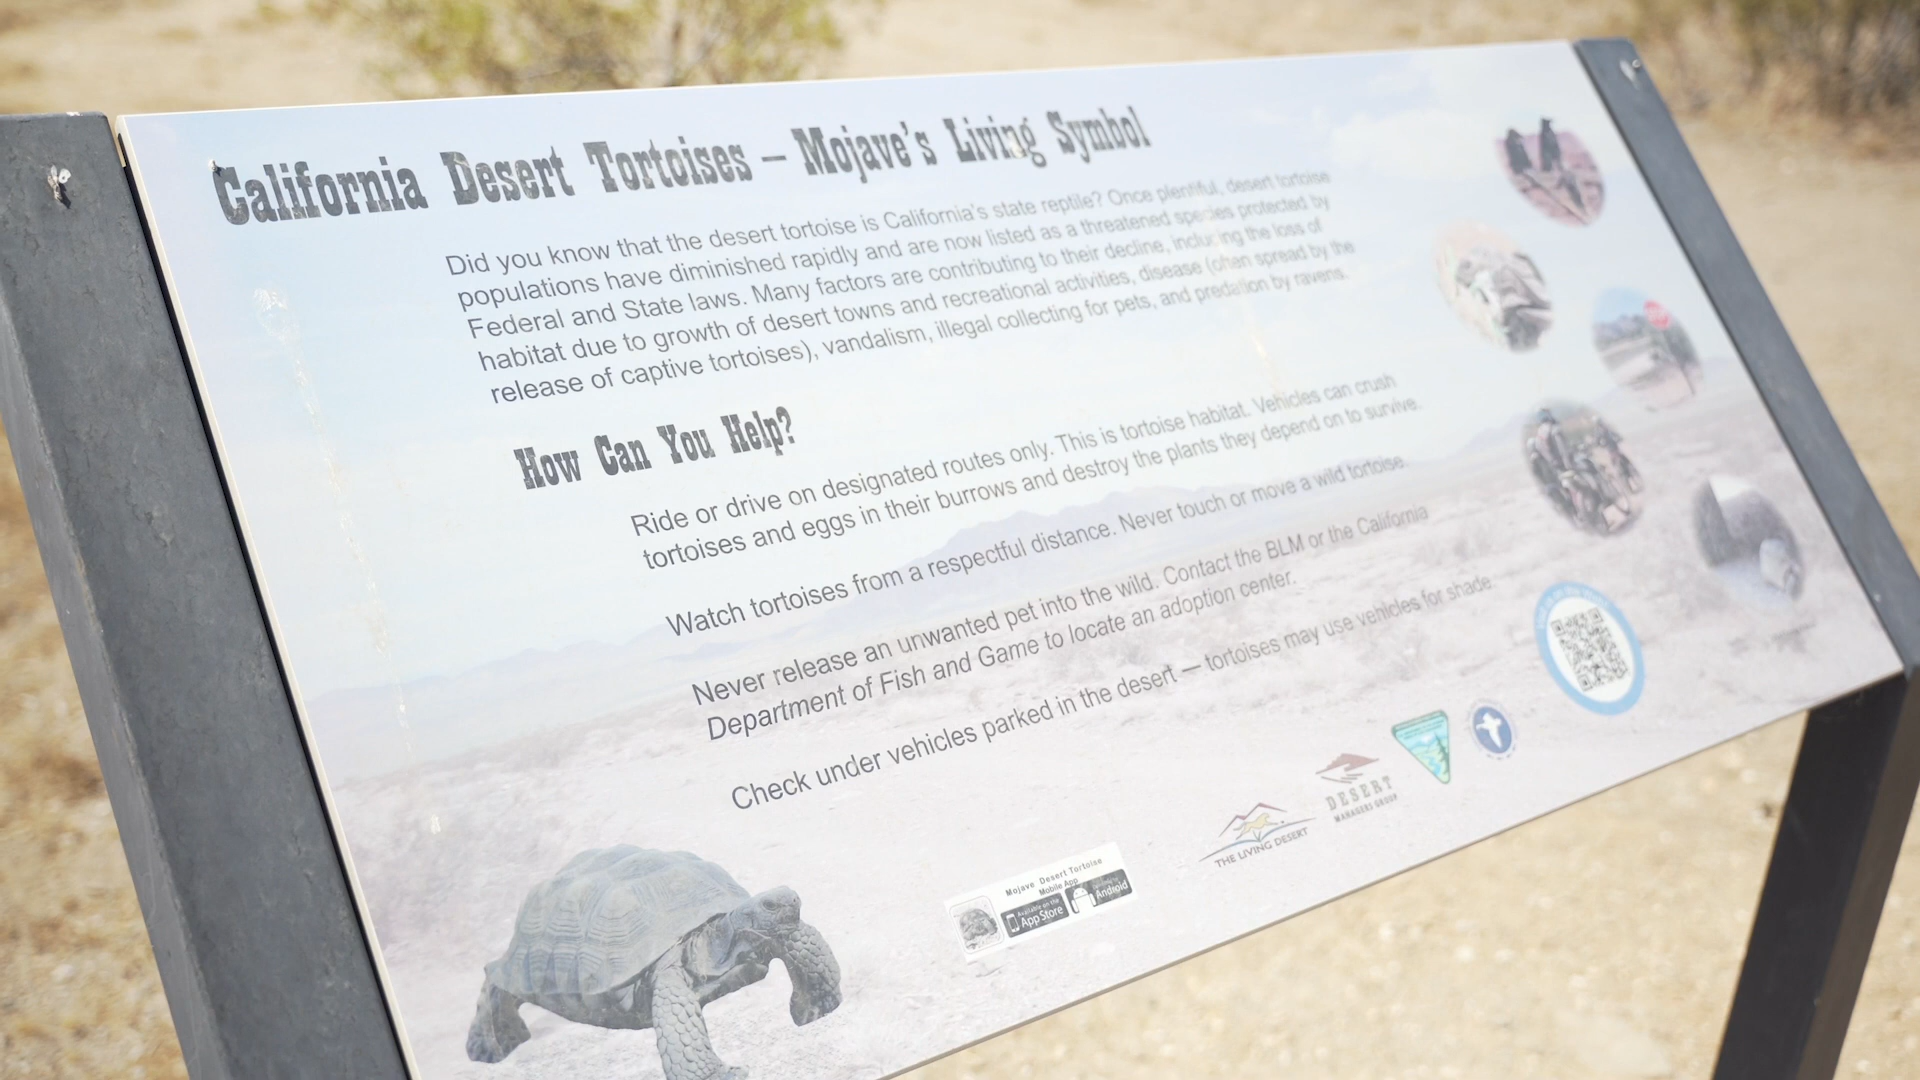 California Desert Tortoises – Mojave's Living Symbol
Did you know that the desert tortoise is California's state reptile? Once plentiful, desert tortoise
populations have diminished rapidly and are now listed as a threatened species protected by
Federal and State laws. Many factors are contributing to their decline, including the loss of
habitat due to growth of desert towns and recreational activities, disease (often spread by the
release of captive tortoises), vandalism, illegal collecting for pets, and predation by ravens.
How Can You Help?
Ride or drive on designated routes only. This is tortoise habitat. Vehicles can crush
tortoises and eggs in their burrows and destroy the plants they depend on to survive.
Watch tortoises from a respectful distance. Never touch or move a wild tortoise.
Never release an unwanted pet into the wild. Contact the BLM or the California
Department of Fish and Game to locate an adoption center.
Check under vehicles parked in the desert — tortoises may use vehicles for shade
Mojave Desert Tortoise
Mobile App
Available on the
App Store
Android
THE LIVING DESERT
DESERT
MANAGERS GROUP